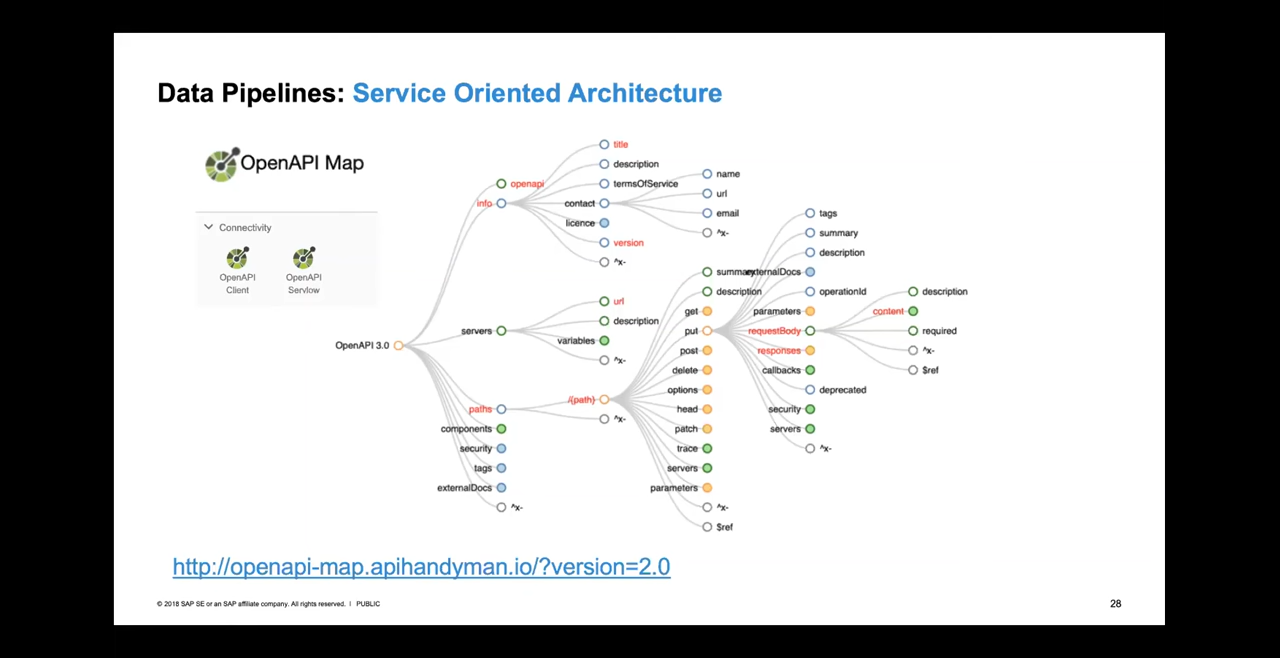 Data Pipelines: Service Oriented Architecture
OpenAPI Map
Connectivity
OpenAPI
Client
OpenAPI
Servlow
OpenAPI 3.0
openapi
info
title
description
termsOfService
contact
name
url
email
^x-
licence
version
^x-
servers
url
description
variables
^x-
paths
/{path}
summary
description
get
put
tags
summary
description
externalDocs
operationId
parameters
requestBody
description
content
required
^x-
$ref
responses
callbacks
deprecated
security
servers
^x-
post
delete
options
head
patch
trace
servers
parameters
^x-
$ref
^x-
components
security
tags
externalDocs
^x-
http://openapi-map.apihandyman.io/?version=2.0
© 2018 SAP SE or an SAP affiliate company. All rights reserved. | PUBLIC
28